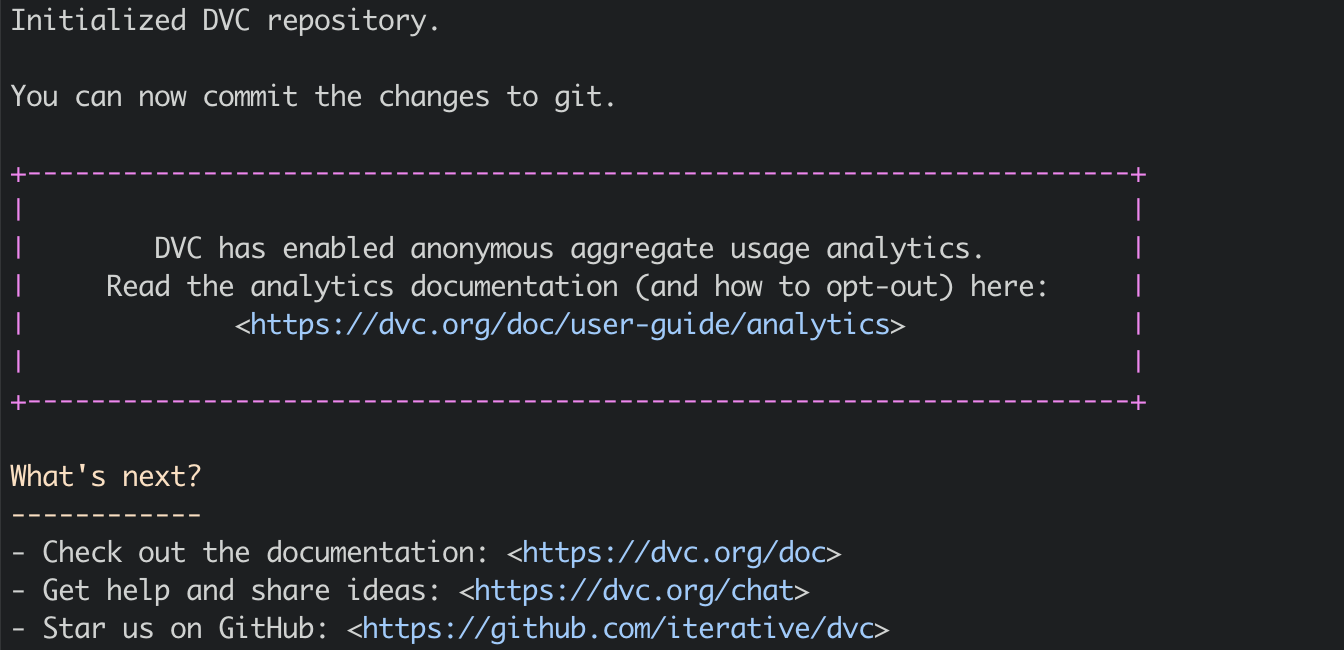 Initialized DVC repository.
You can now commit the changes to git.
+---------------------------------------------------------------------+
|                                                                     |
|        DVC has enabled anonymous aggregate usage analytics.         |
|     Read the analytics documentation (and how to opt-out) here:     |
|             <https://dvc.org/doc/user-guide/analytics>              |
|                                                                     |
+---------------------------------------------------------------------+
What's next?
------------
- Check out the documentation: <https://dvc.org/doc>
- Get help and share ideas: <https://dvc.org/chat>
- Star us on GitHub: <https://github.com/iterative/dvc>